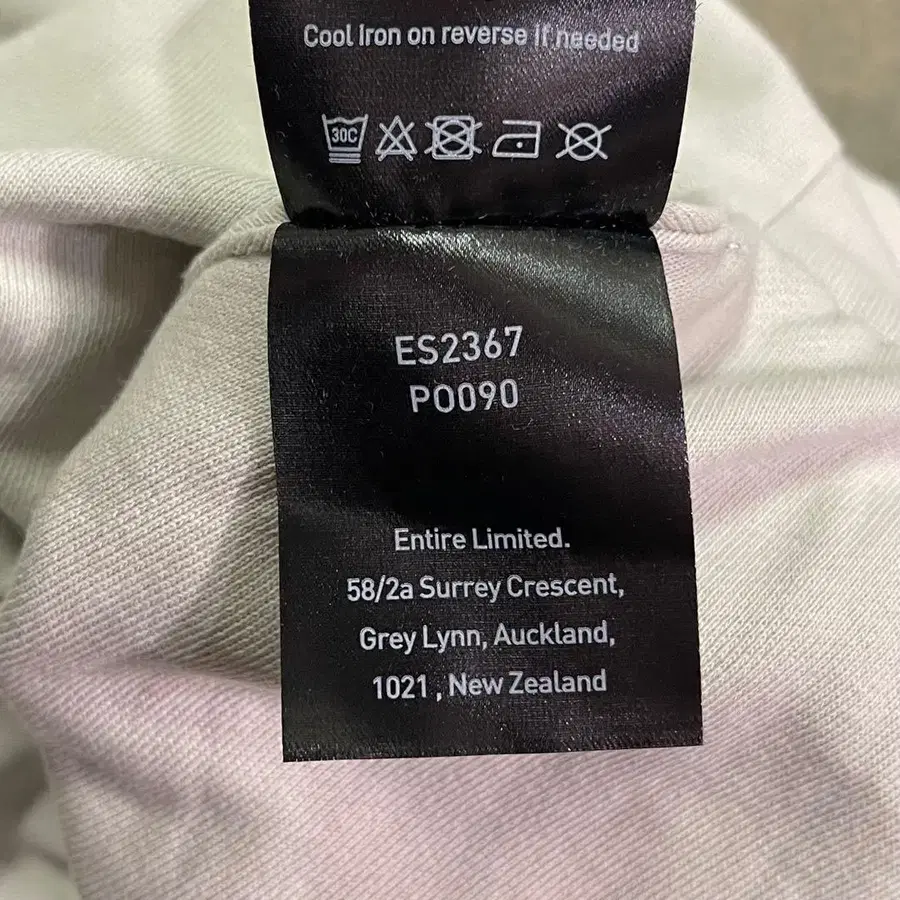 Cool Iron on reverse if needed
30C
ES2367
PO090
Entire Limited.
58/2a Surrey Crescent,
Grey Lynn, Auckland,
1021 , New Zealand